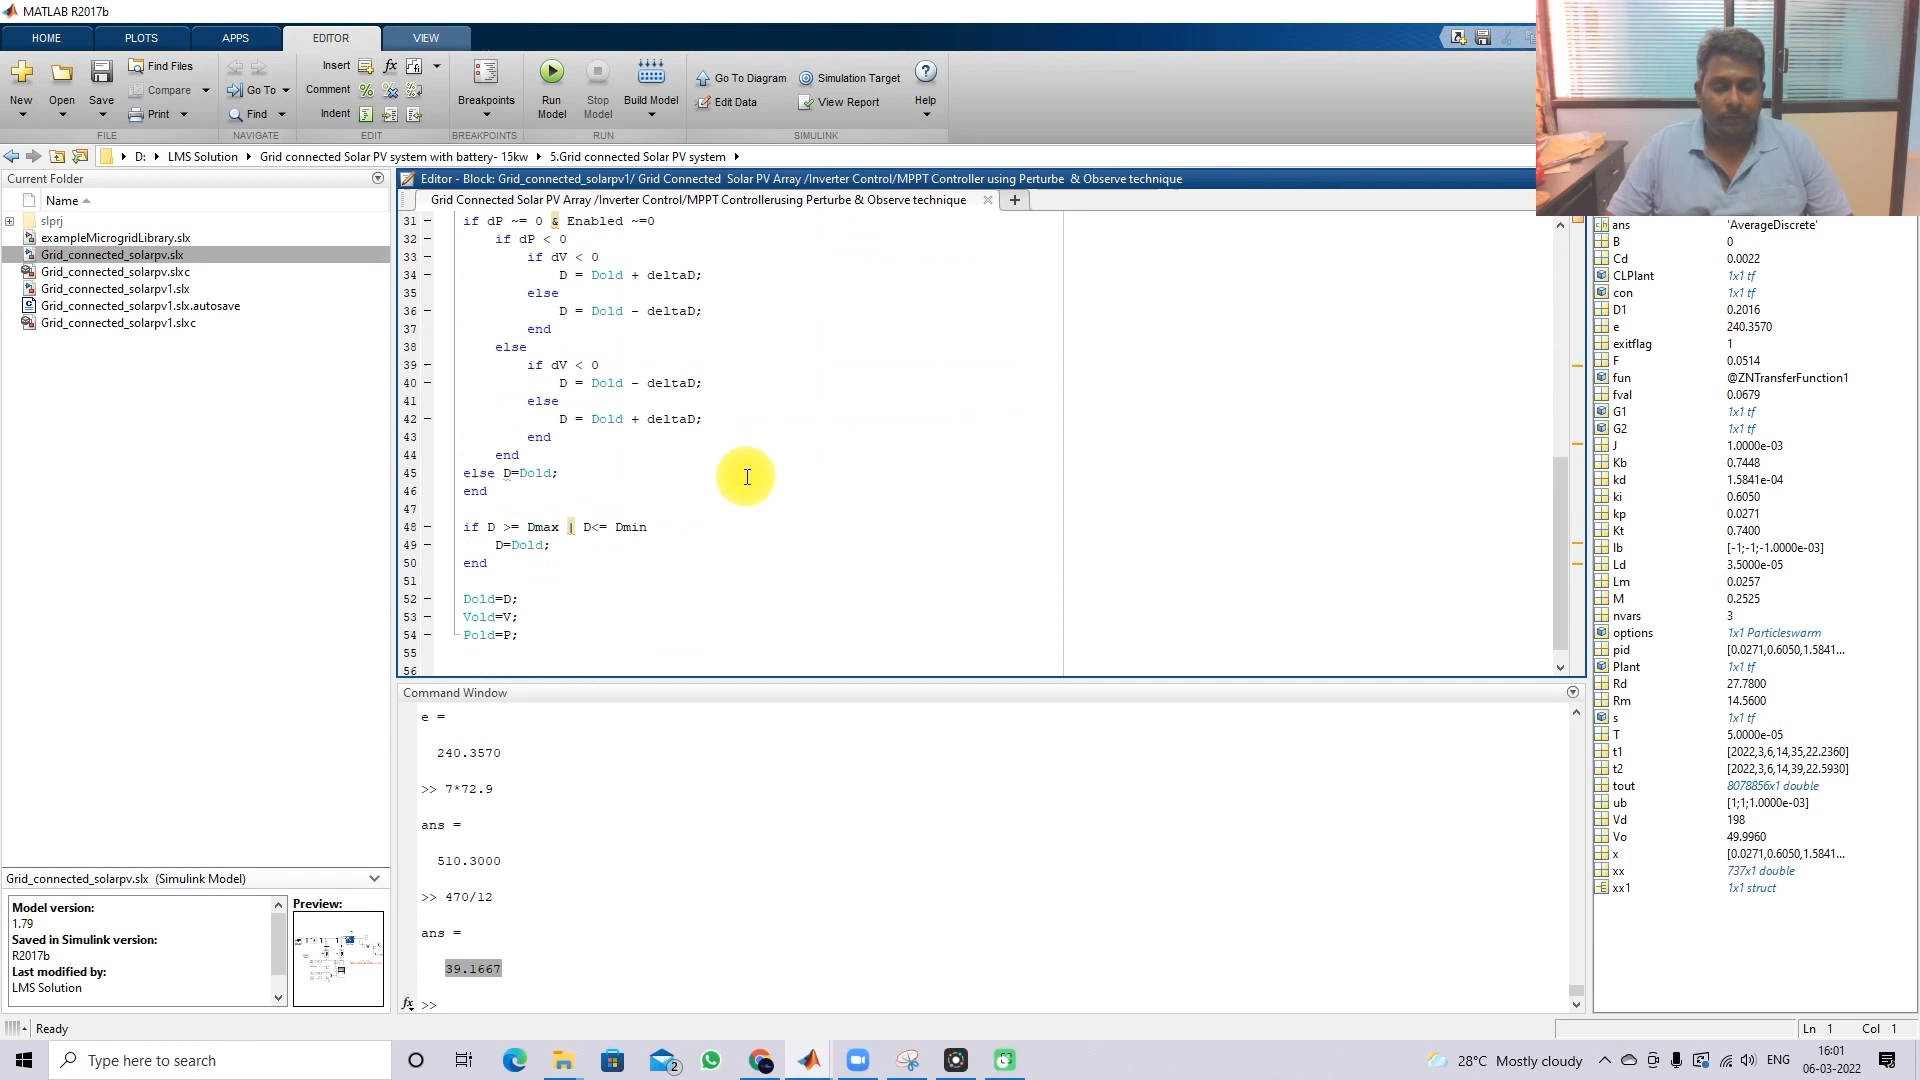 MATLAB R2017b
HOME PLOTS APPS EDITOR VIEW
New Open Save Find Files Compare Print
FILE
Go To Find
NAVIGATE
Insert fx
Comment
Indent
EDIT
Breakpoints
BREAKPOINTS
Run Model Stop Model Build Model
RUN
Go To Diagram Simulation Target
Edit Data View Report
Help
SIMULINK
D: LMS Solution Grid connected Solar PV system with battery- 15kw 5.Grid connected Solar PV system
Current Folder
Name
slprj
exampleMicrogridLibrary.slx
Grid_connected_solarpv.slx
Grid_connected_solarpv.slxc
Grid_connected_solarpv1.slx
Grid_connected_solarpv1.slx.autosave
Grid_connected_solarpv1.slxc
Grid_connected_solarpv.slx (Simulink Model)
Model version:
1.79
Saved in Simulink version:
R2017b
Last modified by:
LMS Solution
Preview:
Editor - Block: Grid_connected_solarpv1/ Grid Connected Solar PV Array /Inverter Control/MPPT Controller using Perturbe & Observe technique
Grid Connected Solar PV Array /Inverter Control/MPPT Controllerusing Perturbe & Observe technique
31 – if dP ~= 0 & Enabled ~=0
32 – if dP < 0
33 – if dV < 0
34 – D = Dold + deltaD;
35 else
36 – D = Dold - deltaD;
37 end
38 else
39 – if dV < 0
40 – D = Dold - deltaD;
41 else
42 – D = Dold + deltaD;
43 end
44 end
45 else D=Dold;
46 end
47
48 – if D >= Dmax | D<= Dmin
49 – D=Dold;
50 end
51
52 – Dold=D;
53 – Vold=V;
54 – Pold=P;
55
56
Command Window
e =
240.3570
>> 7*72.9
ans =
510.3000
>> 470/12
ans =
39.1667
fx >>
ans 'AverageDiscrete'
B 0
Cd 0.0022
CLPlant 1x1 tf
con 1x1 tf
D1 0.2016
e 240.3570
exitflag 1
F 0.0514
fun @ZNTransferFunction1
fval 0.0679
G1 1x1 tf
G2 1x1 tf
J 1.0000e-03
Kb 0.7448
kd 1.5841e-04
ki 0.6050
kp 0.0271
Kt 0.7400
lb [-1;-1;-1.0000e-03]
Ld 3.5000e-05
Lm 0.0257
M 0.2525
nvars 3
options 1x1 Particleswarm
pid [0.0271,0.6050,1.5841...
Plant 1x1 tf
Rd 27.7800
Rm 14.5600
s 1x1 tf
T 5.0000e-05
t1 [2022,3,6,14,35,22.2360]
t2 [2022,3,6,14,39,22.5930]
tout 8078856x1 double
ub [1;1;1.0000e-03]
Vd 198
Vo 49.9960
x [0.0271,0.6050,1.5841...
xx 737x1 double
xx1 1x1 struct
Ready
Ln 1 Col 1
Type here to search
2
28°C Mostly cloudy
ENG
16:01
06-03-2022